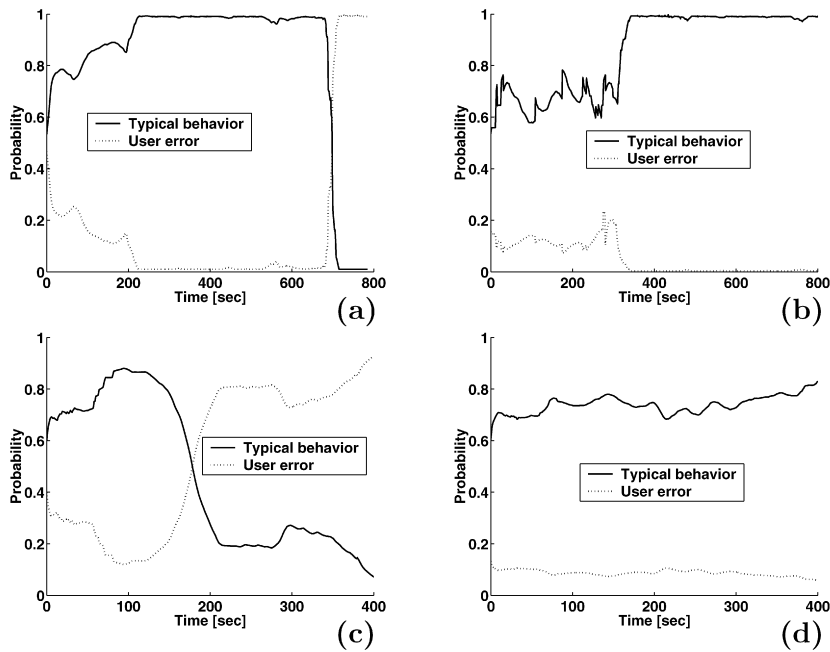 1
0.8
0.6
0.4
0.2
0
Probability
Typical behavior
User error
0 200 400 600 800
Time [sec]
(a)
1
0.8
0.6
0.4
0.2
0
Probability
Typical behavior
User error
0 200 400 600 800
Time [sec]
(b)
1
0.8
0.6
0.4
0.2
0
Probability
Typical behavior
User error
0 100 200 300 400
Time [sec]
(c)
1
0.8
0.6
0.4
0.2
0
Probability
Typical behavior
User error
0 100 200 300 400
Time [sec]
(d)